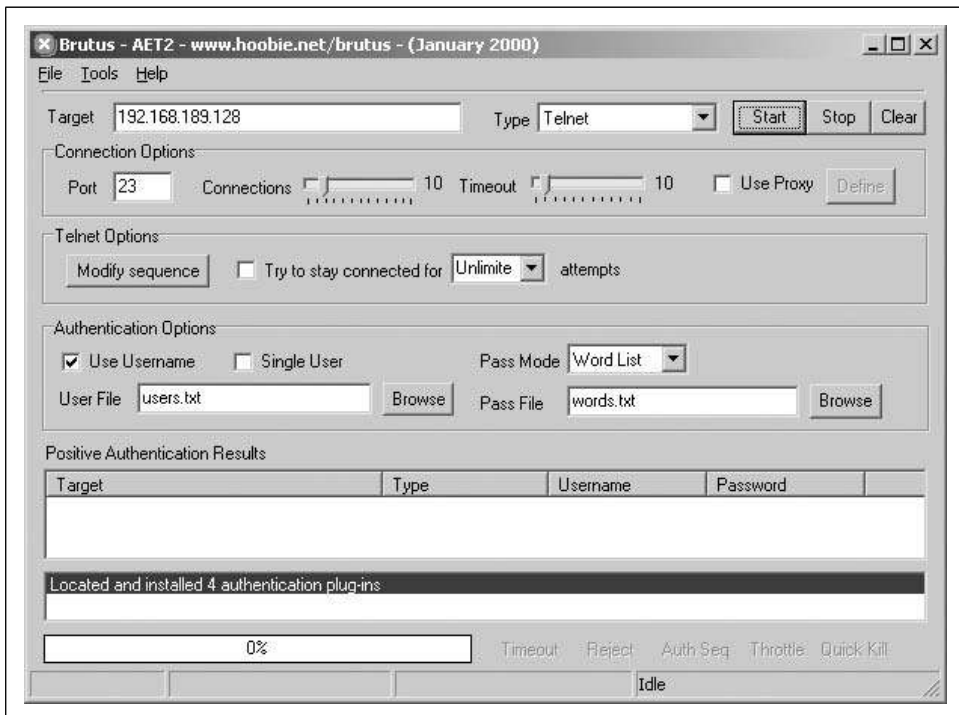 Brutus - AET2 - www.hoobie.net/brutus - (January 2000)
File Tools Help
Target 192.168.189.128 Type Telnet Start Stop Clear
Connection Options
Port 23 Connections 10 Timeout 10 Use Proxy Define
Telnet Options
Modify sequence Try to stay connected for Unlimite attempts
Authentication Options
Use Username Single User Pass Mode Word List
User File users.txt Browse Pass File words.txt Browse
Positive Authentication Results
Target Type Username Password
Located and installed 4 authentication plug-ins
0% Timeout Reject Auth Seq Throttle Quick Kill
Idle